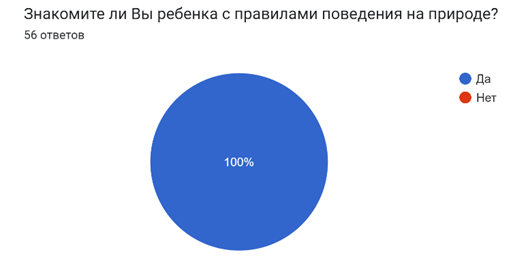 Знакомите ли Вы ребенка с правилами поведения на природе?
56 ответов
Да
Нет
100%